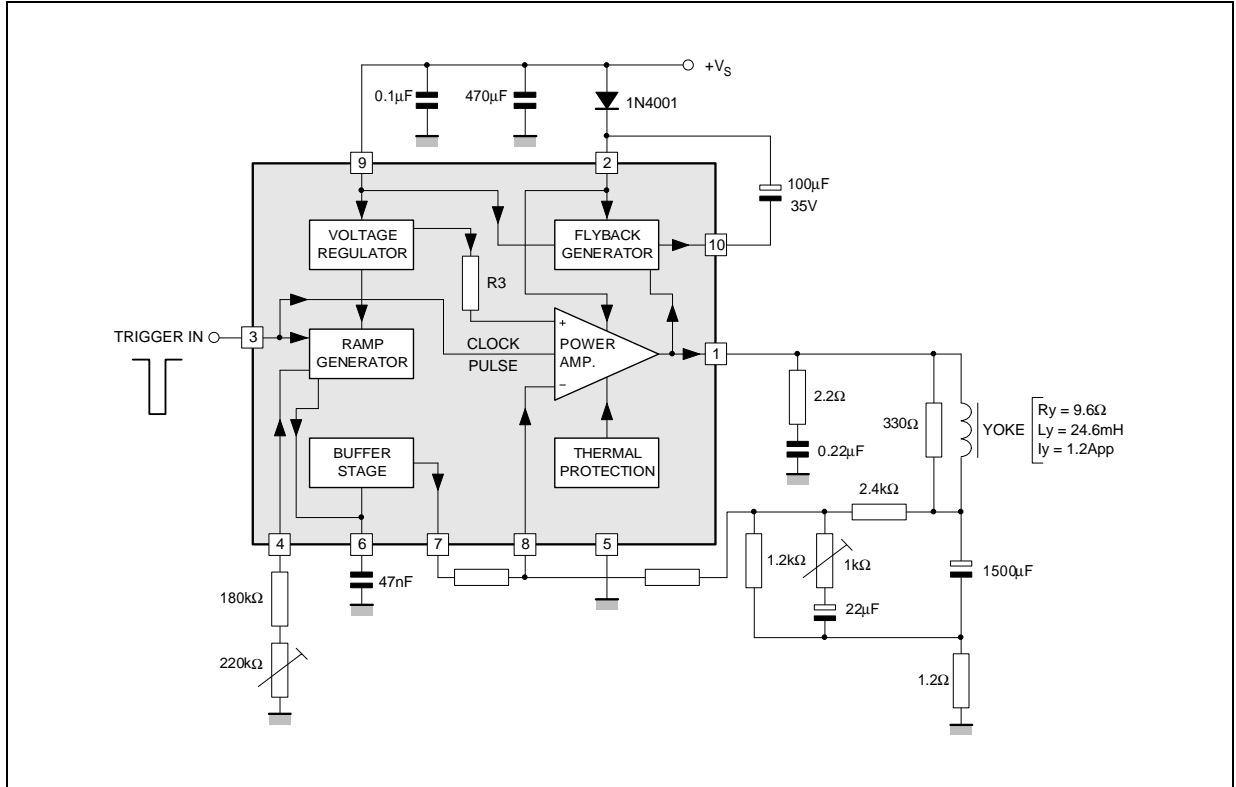 +VS
0.1µF
470µF
1N4001
9
2
100µF
35V
VOLTAGE
REGULATOR
FLYBACK
GENERATOR
10
R3
TRIGGER IN
3
RAMP
GENERATOR
CLOCK
PULSE
+
POWER
AMP.
−
1
2.2Ω
0.22µF
330Ω
YOKE
Ry = 9.6Ω
Ly = 24.6mH
Iy = 1.2App
BUFFER
STAGE
THERMAL
PROTECTION
2.4kΩ
4
6
7
8
5
47nF
1.2kΩ
1kΩ
22µF
1500µF
180kΩ
220kΩ
1.2Ω